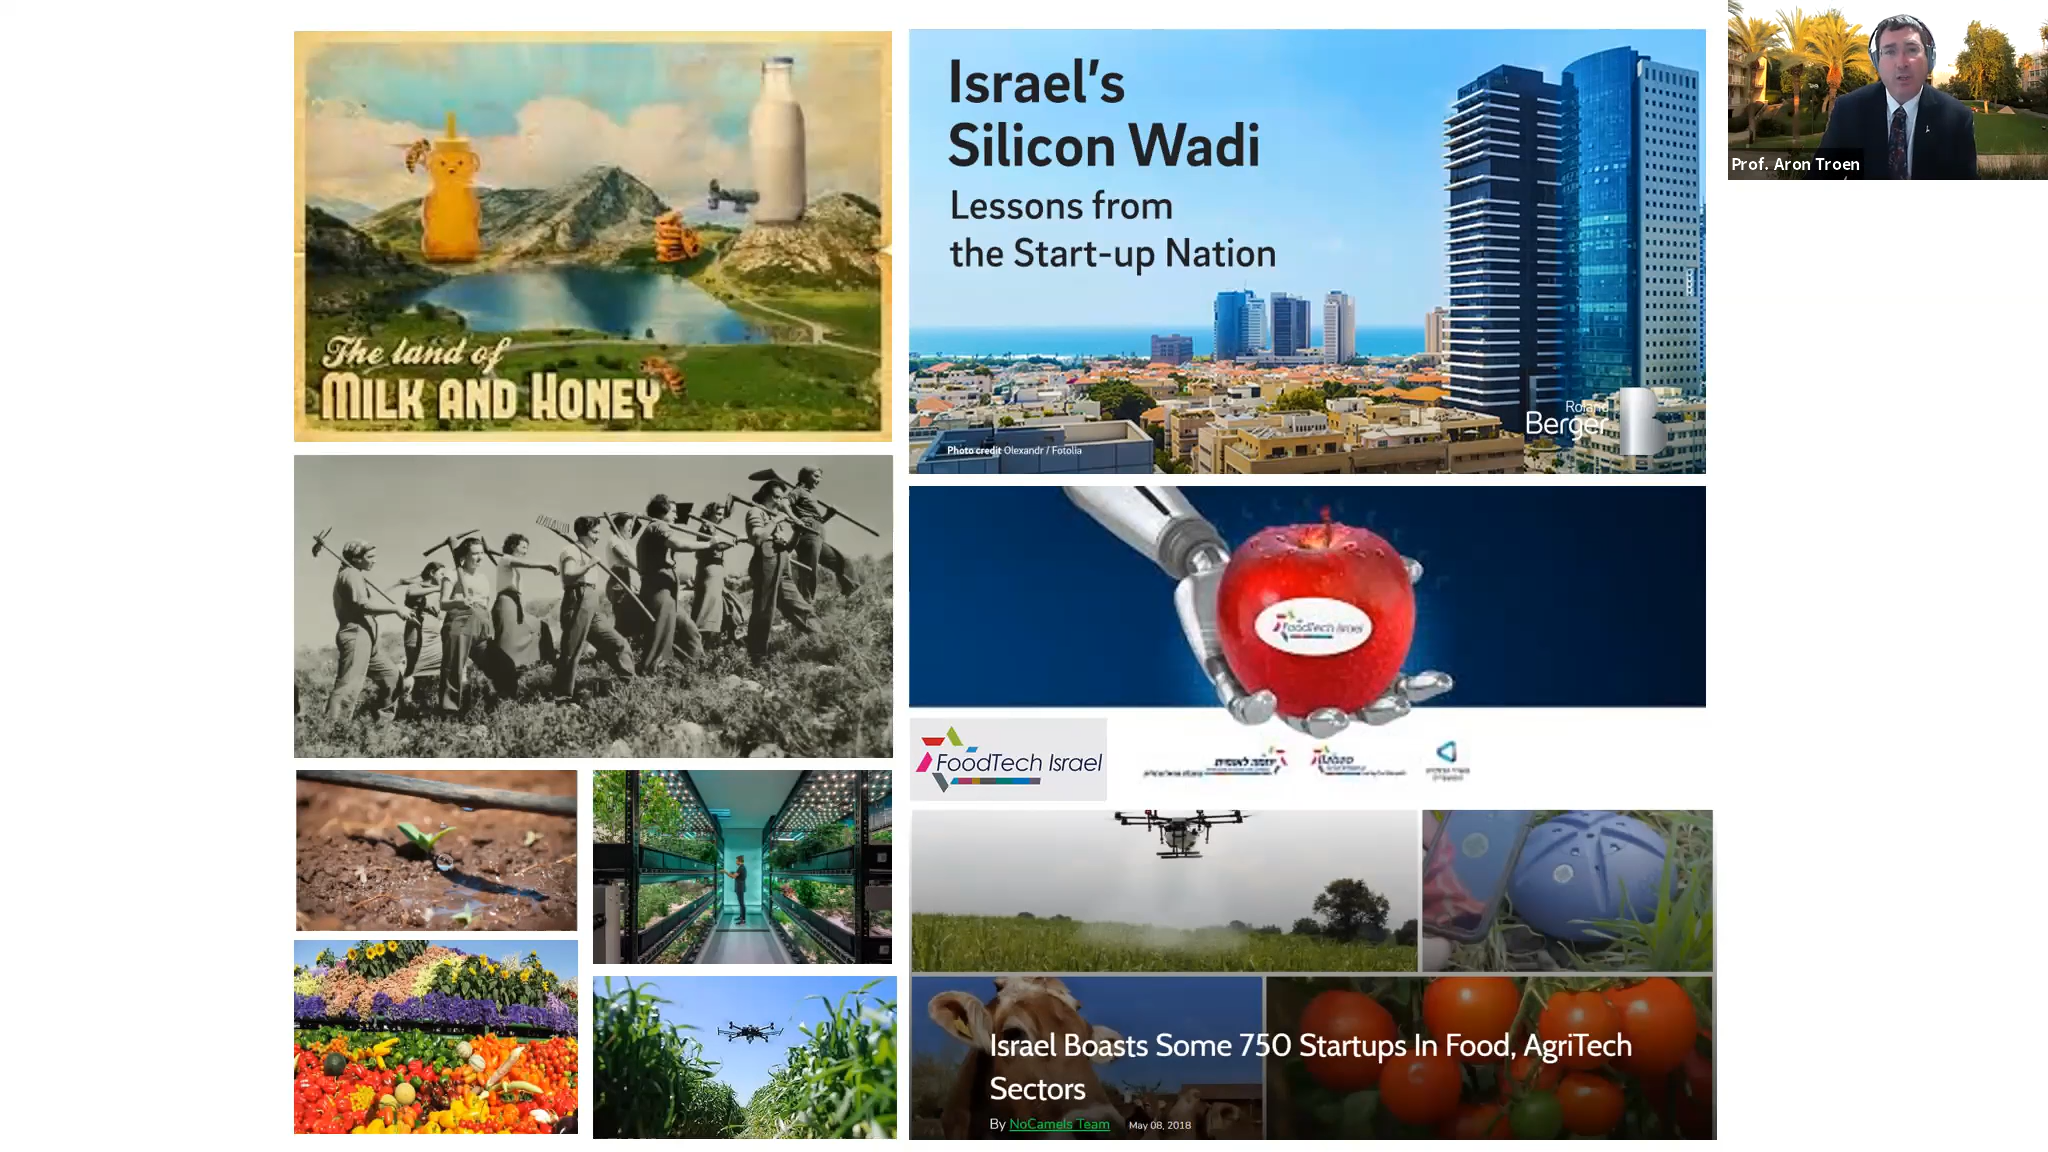 The land of
MILK AND HONEY
Israel's
Silicon Wadi
Lessons from
the Start-up Nation
Roland
Berger
Photo credit Olexandr / Fotolia
Prof. Aron Troen
FoodTech Israel
FoodTech Israel
Israel Boasts Some 750 Startups In Food, AgriTech
Sectors
By NoCamels Team May 08, 2018